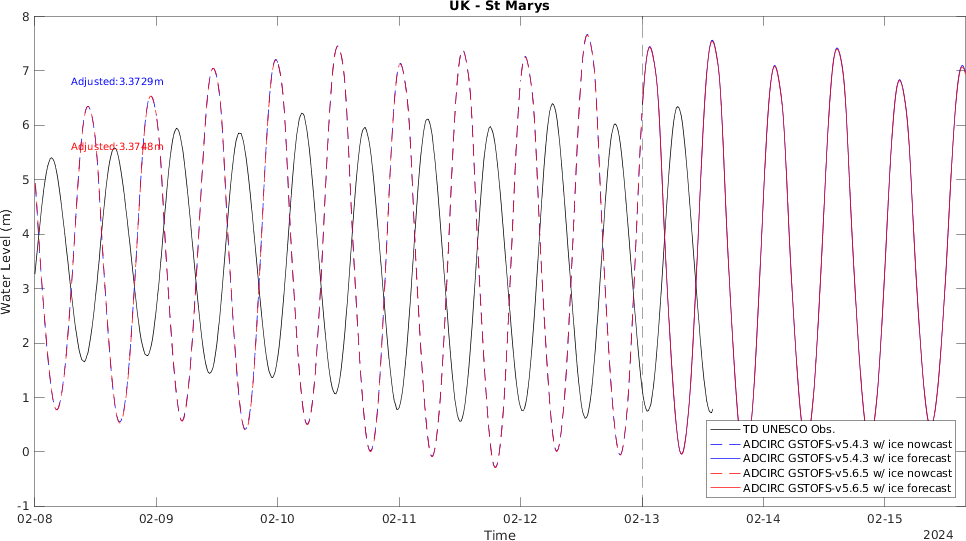 UK - St Marys
8
7
6
5
4
3
2
1
0
-1
Water Level (m)
Adjusted:3.3729m
Adjusted:3.3748m
TD UNESCO Obs.
ADCIRC GSTOFS-v5.4.3 w/ ice nowcast
ADCIRC GSTOFS-v5.4.3 w/ ice forecast
ADCIRC GSTOFS-v5.6.5 w/ ice nowcast
ADCIRC GSTOFS-v5.6.5 w/ ice forecast
02-08 02-09 02-10 02-11 02-12 02-13 02-14 02-15
Time
2024